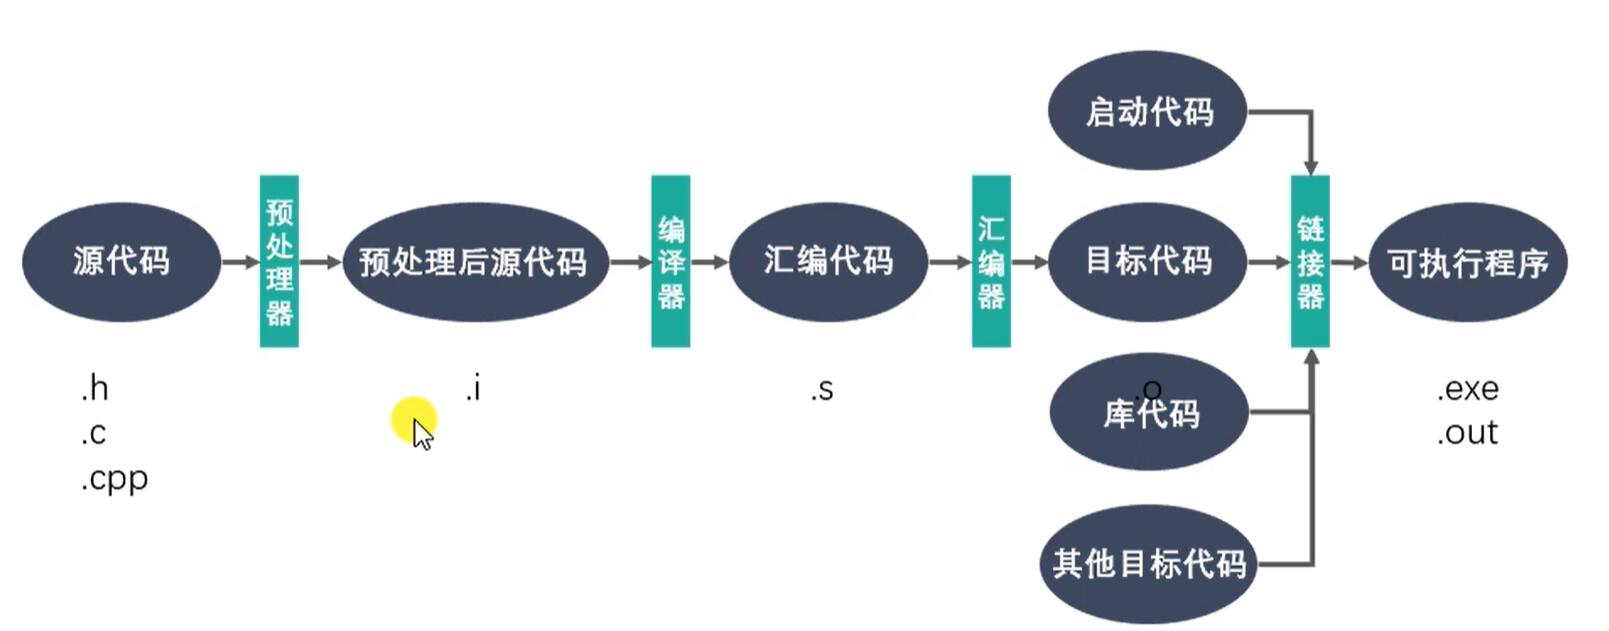 启动代码
源代码
预处理器
预处理后源代码
编译器
汇编代码
汇编器
目标代码
链接器
可执行程序
.h
.c
.cpp
.i
.s
.o
库代码
.exe
.out
其他目标代码